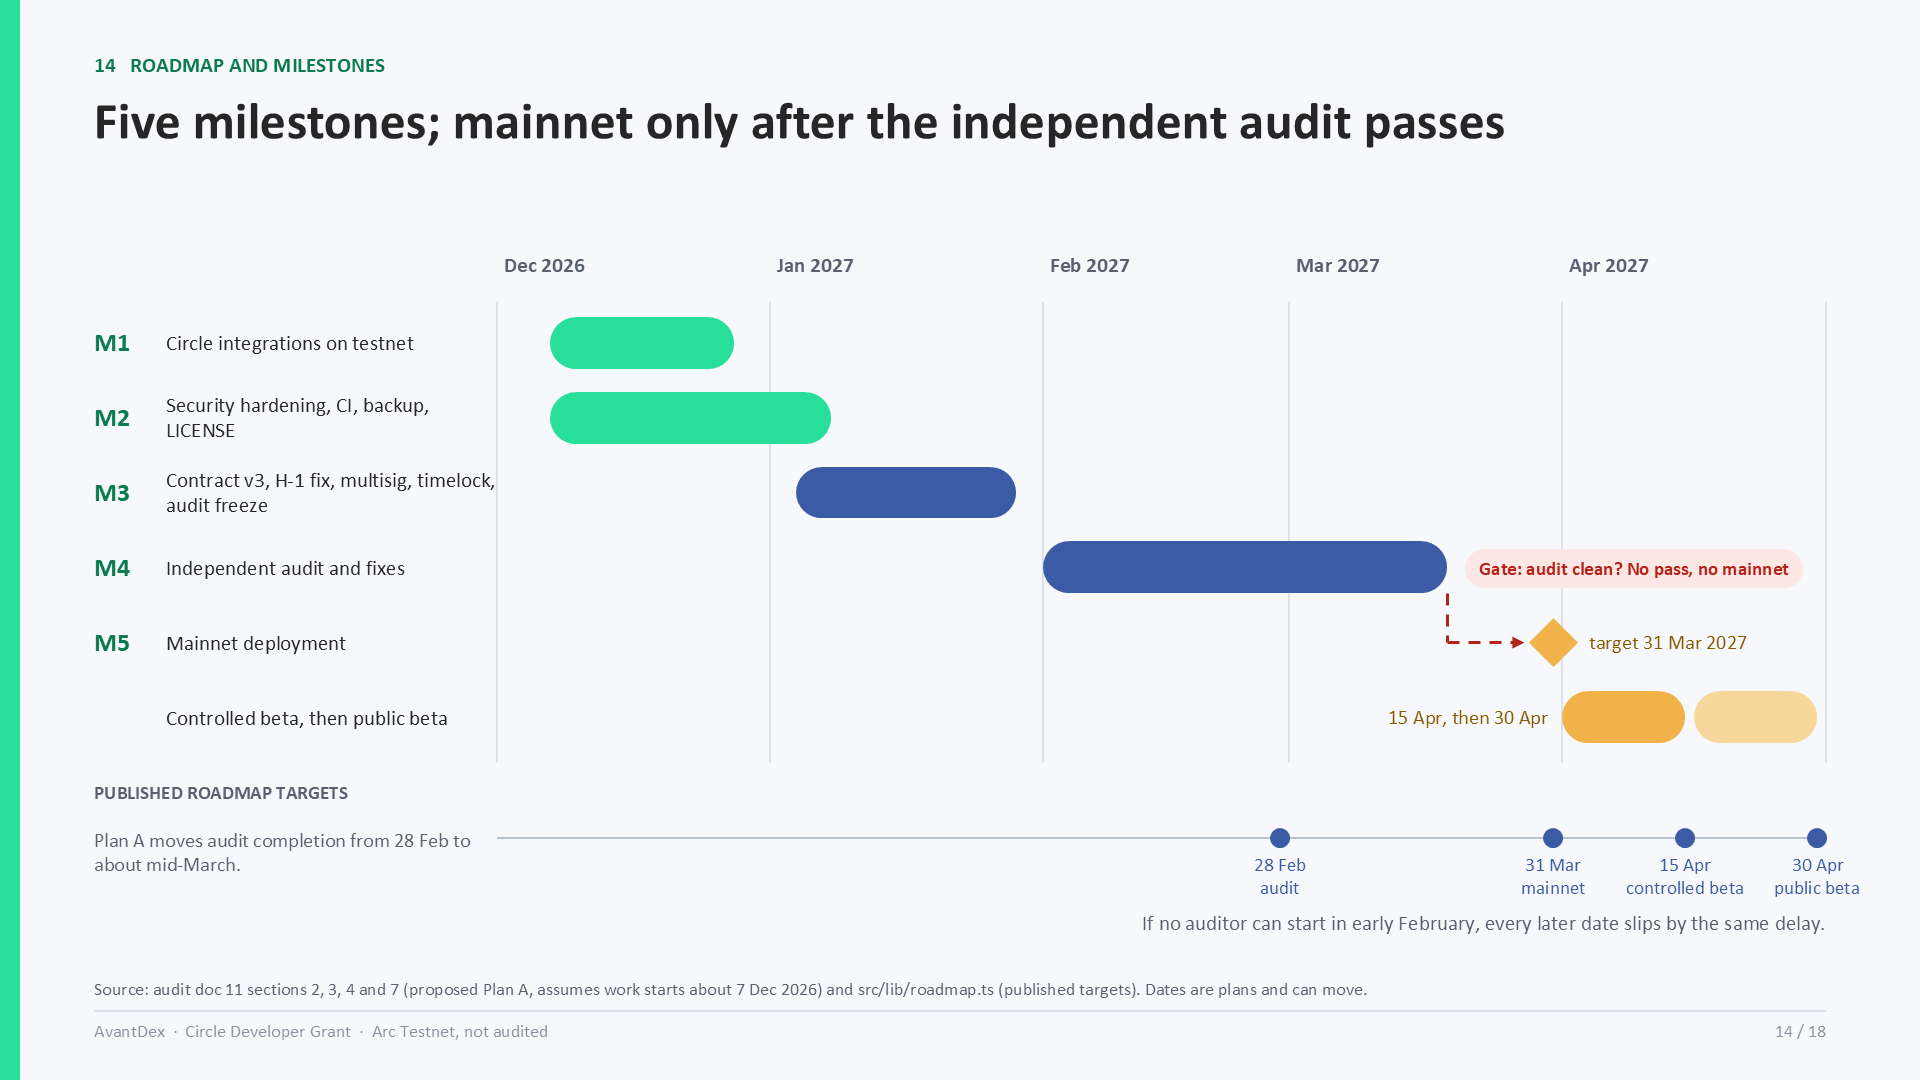 14 ROADMAP AND MILESTONES
Five milestones; mainnet only after the independent audit passes
Dec 2026
Jan 2027
Feb 2027
Mar 2027
Apr 2027
M1
Circle integrations on testnet
M2
Security hardening, CI, backup,
LICENSE
M3
Contract v3, H-1 fix, multisig, timelock,
audit freeze
M4
Independent audit and fixes
Gate: audit clean? No pass, no mainnet
M5
Mainnet deployment
target 31 Mar 2027
Controlled beta, then public beta
15 Apr, then 30 Apr
PUBLISHED ROADMAP TARGETS
Plan A moves audit completion from 28 Feb to
about mid-March.
28 Feb
audit
31 Mar
mainnet
15 Apr
controlled beta
30 Apr
public beta
If no auditor can start in early February, every later date slips by the same delay.
Source: audit doc 11 sections 2, 3, 4 and 7 (proposed Plan A, assumes work starts about 7 Dec 2026) and src/lib/roadmap.ts (published targets). Dates are plans and can move.
AvantDex · Circle Developer Grant · Arc Testnet, not audited
14 / 18